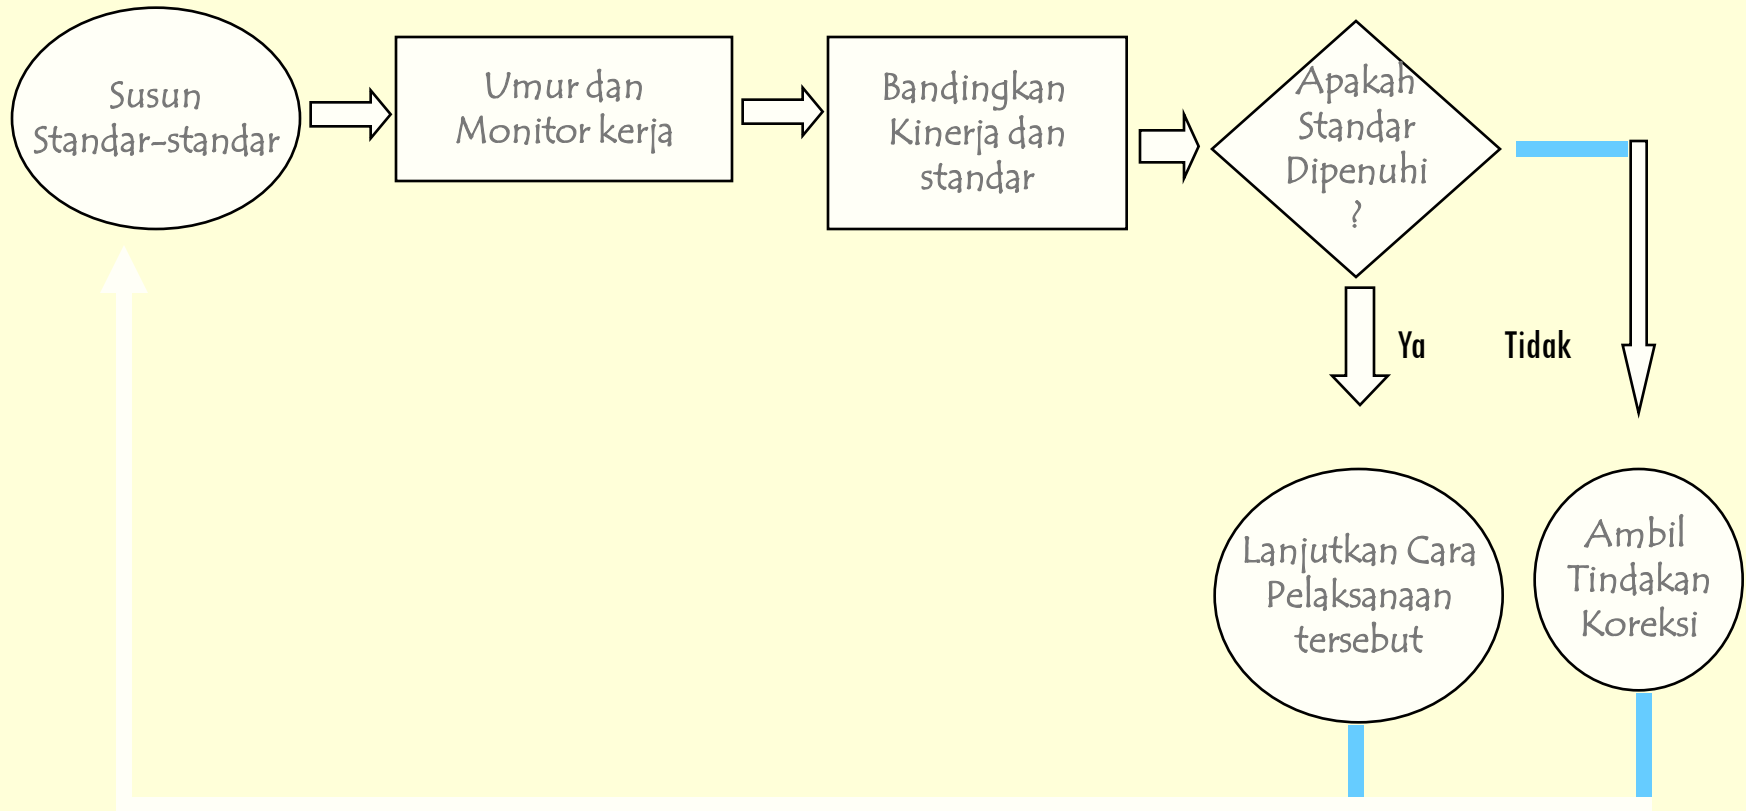 Susun
Standar-standar
Umur dan
Monitor kerja
Bandingkan
Kinerja dan
standar
Apakah
Standar
Dipenuhi
?
Ya
Tidak
Lanjutkan Cara
Pelaksanaan
tersebut
Ambil
Tindakan
Koreksi